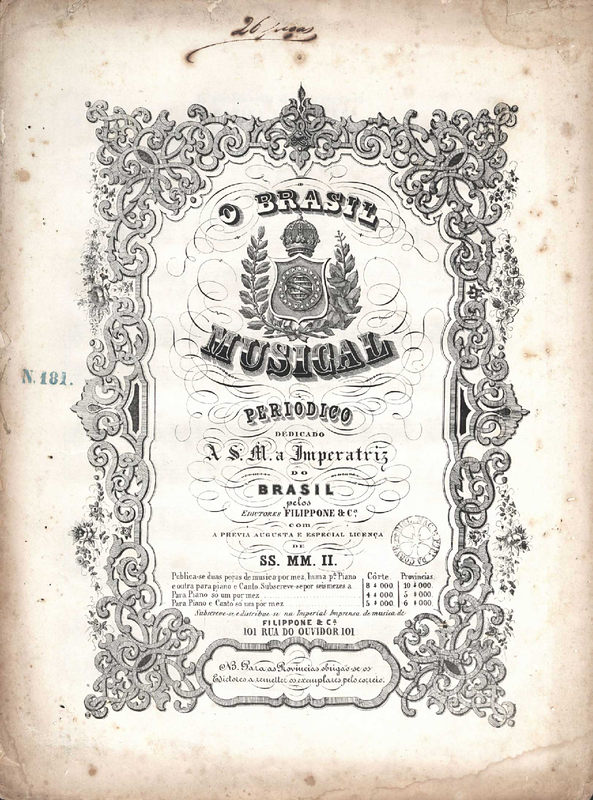 26 peças
O BRASIL
MUSICAL
N. 181.
PERIODICO
DEDICADO
A S. M. a Imperatriz
DO
BRASIL
pelos
EDICTORES FILIPPONE & Cª
com
A PREVIA AUGUSTA E ESPECIAL LICENÇA
DE
SS. MM. II.
Publica-se duas peças de musica por mez, huma pª Piano Côrte. Provincias.
e outra para piano e Canto. Subscreve-se por seis mezes a 8$000 10$000
Para Piano só um por mez 4$000 5$000
Para Piano e Canto só um por mez 5$000 6$000
Subscreve-se e distribue-se na Imperial Imprensa de musica de
FILIPPONE & Cª
101 RUA DO OUVIDOR 101
NB. Para as Provincias obrigão-se os
Edictores a remetter os exemplares pelo correio.